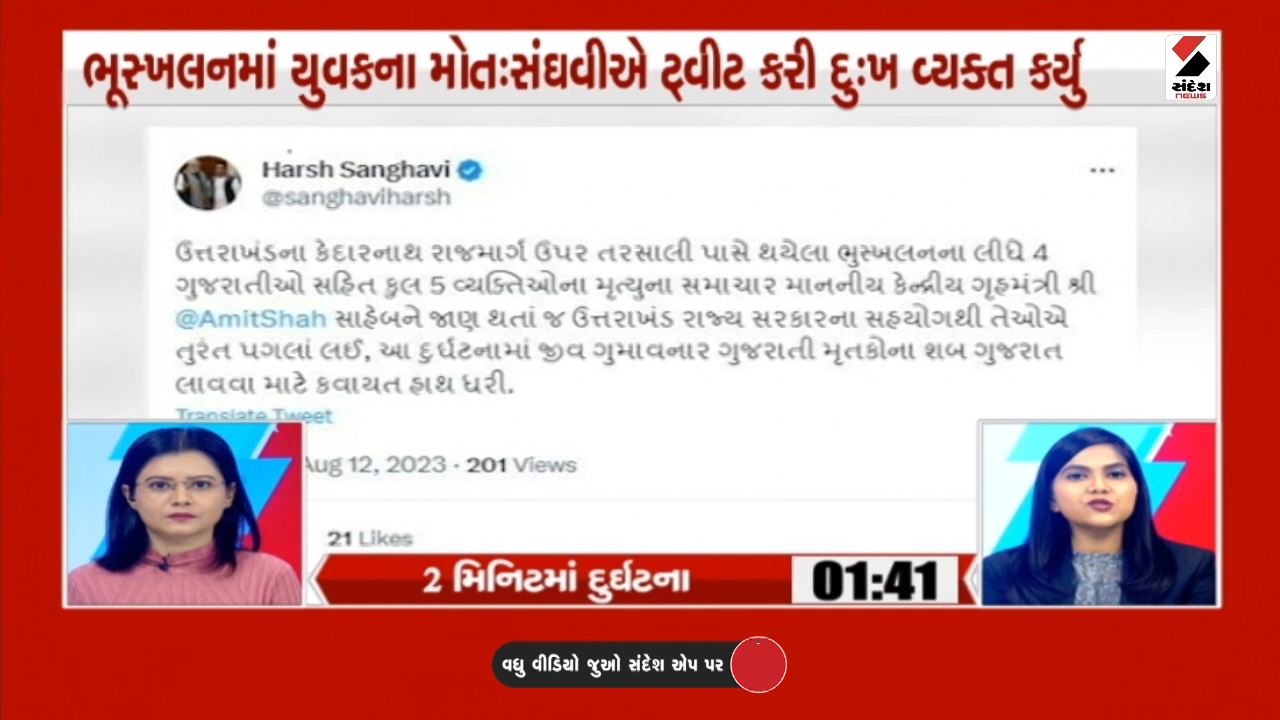 ભૂસ્ખલનમાં યુવકના મોતઃસંઘવીએ ટ્વીટ કરી દુઃખ વ્યક્ત કર્યુ
સંદેશ
NEWS
Harsh Sanghavi
@sanghaviharsh
ઉત્તરાખંડના કેદારનાથ રાજમાર્ગ ઉપર તરસાલી પાસે થયેલા ભુસ્ખલનના લીધે 4
ગુજરાતીઓ સહિત કુલ 5 વ્યક્તિઓના મૃત્યુના સમાચાર માનનીય કેન્દ્રીય ગૃહમંત્રી શ્રી
@AmitShah સાહેબને જાણ થતાં જ ઉત્તરાખંડ રાજ્ય સરકારના સહયોગથી તેઓએ
તુરંત પગલાં લઈ, આ દુર્ઘટનામાં જીવ ગુમાવનાર ગુજરાતી મૃતકોના શબ ગુજરાત
લાવવા માટે કવાયત હાથ ધરી.
Translate Tweet
Aug 12, 2023 · 201 Views
21 Likes
2 મિનિટમાં દુર્ઘટના
01:41
વધુ વીડિયો જુઓ સંદેશ એપ પર